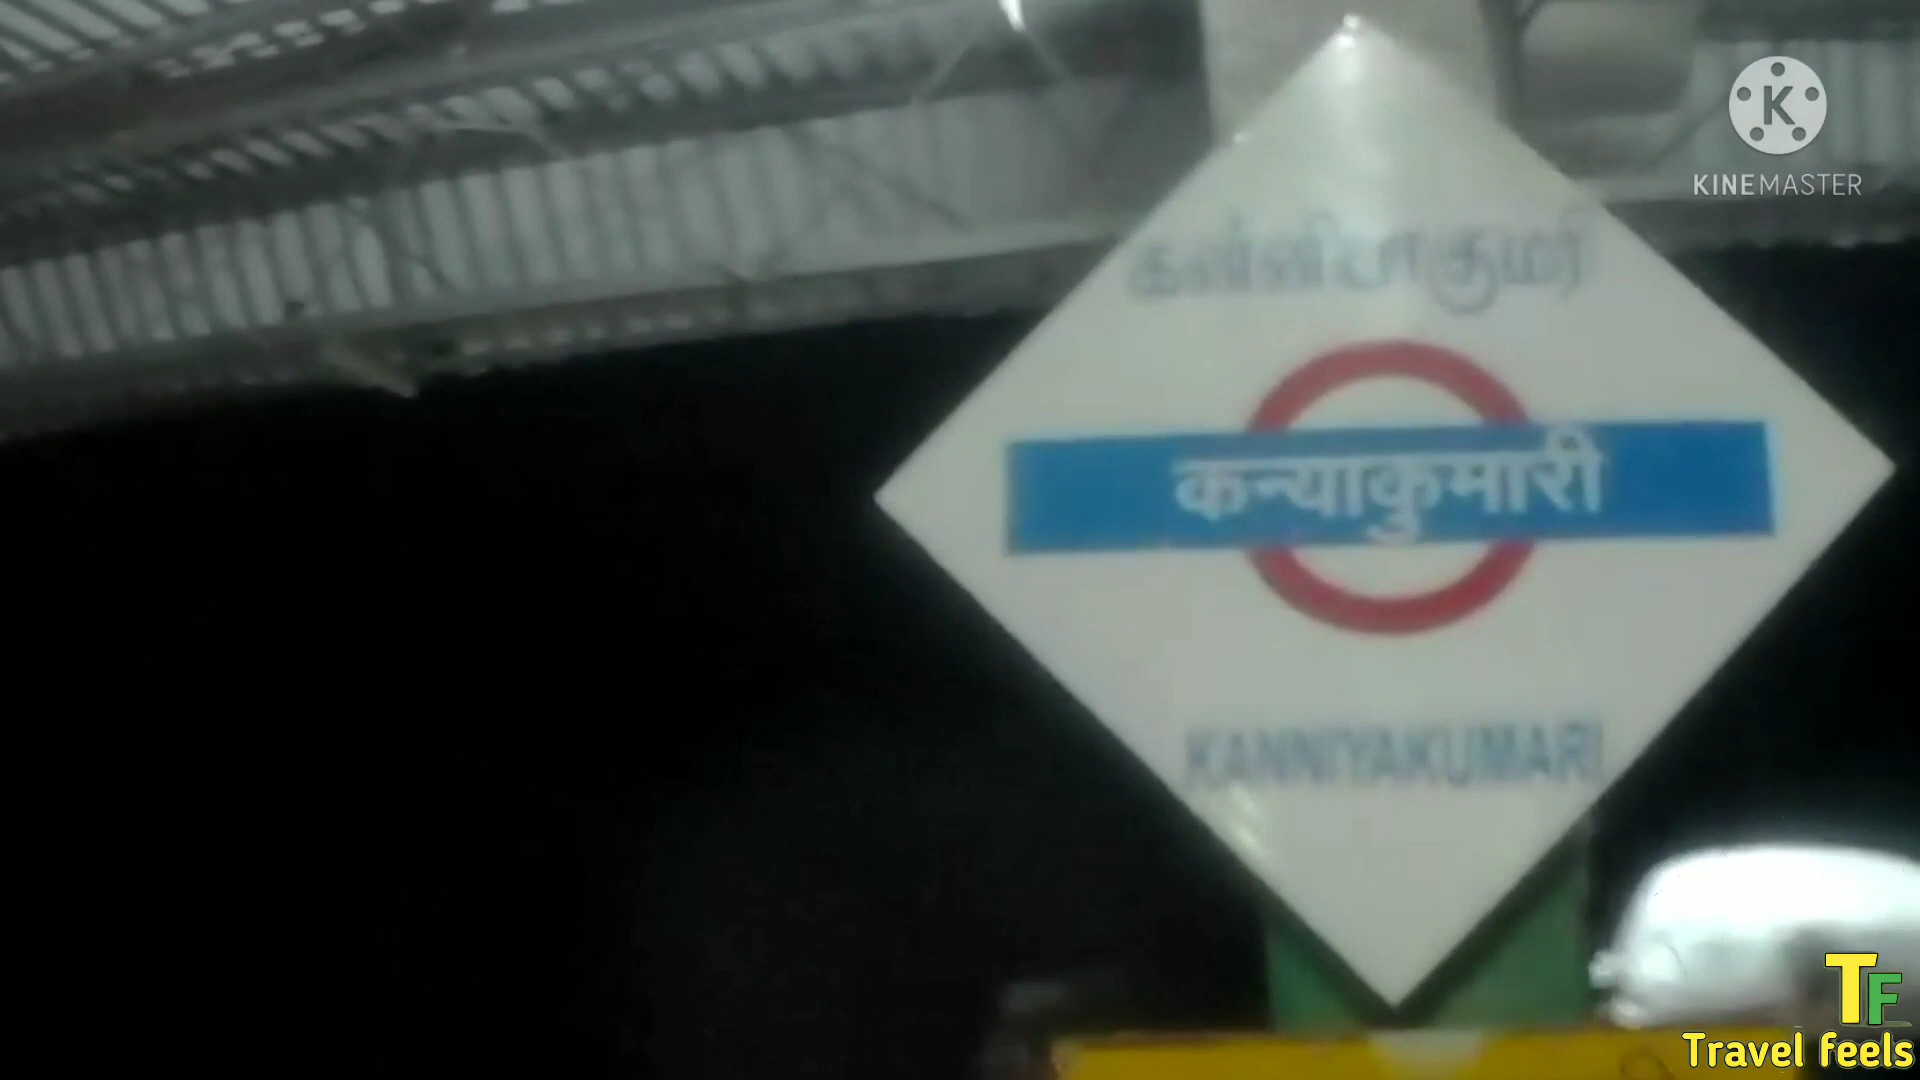 K
KINEMASTER
கன்னியாகுமரி
कन्याकुमारी
KANNIYAKUMARI
TF
Travel feels